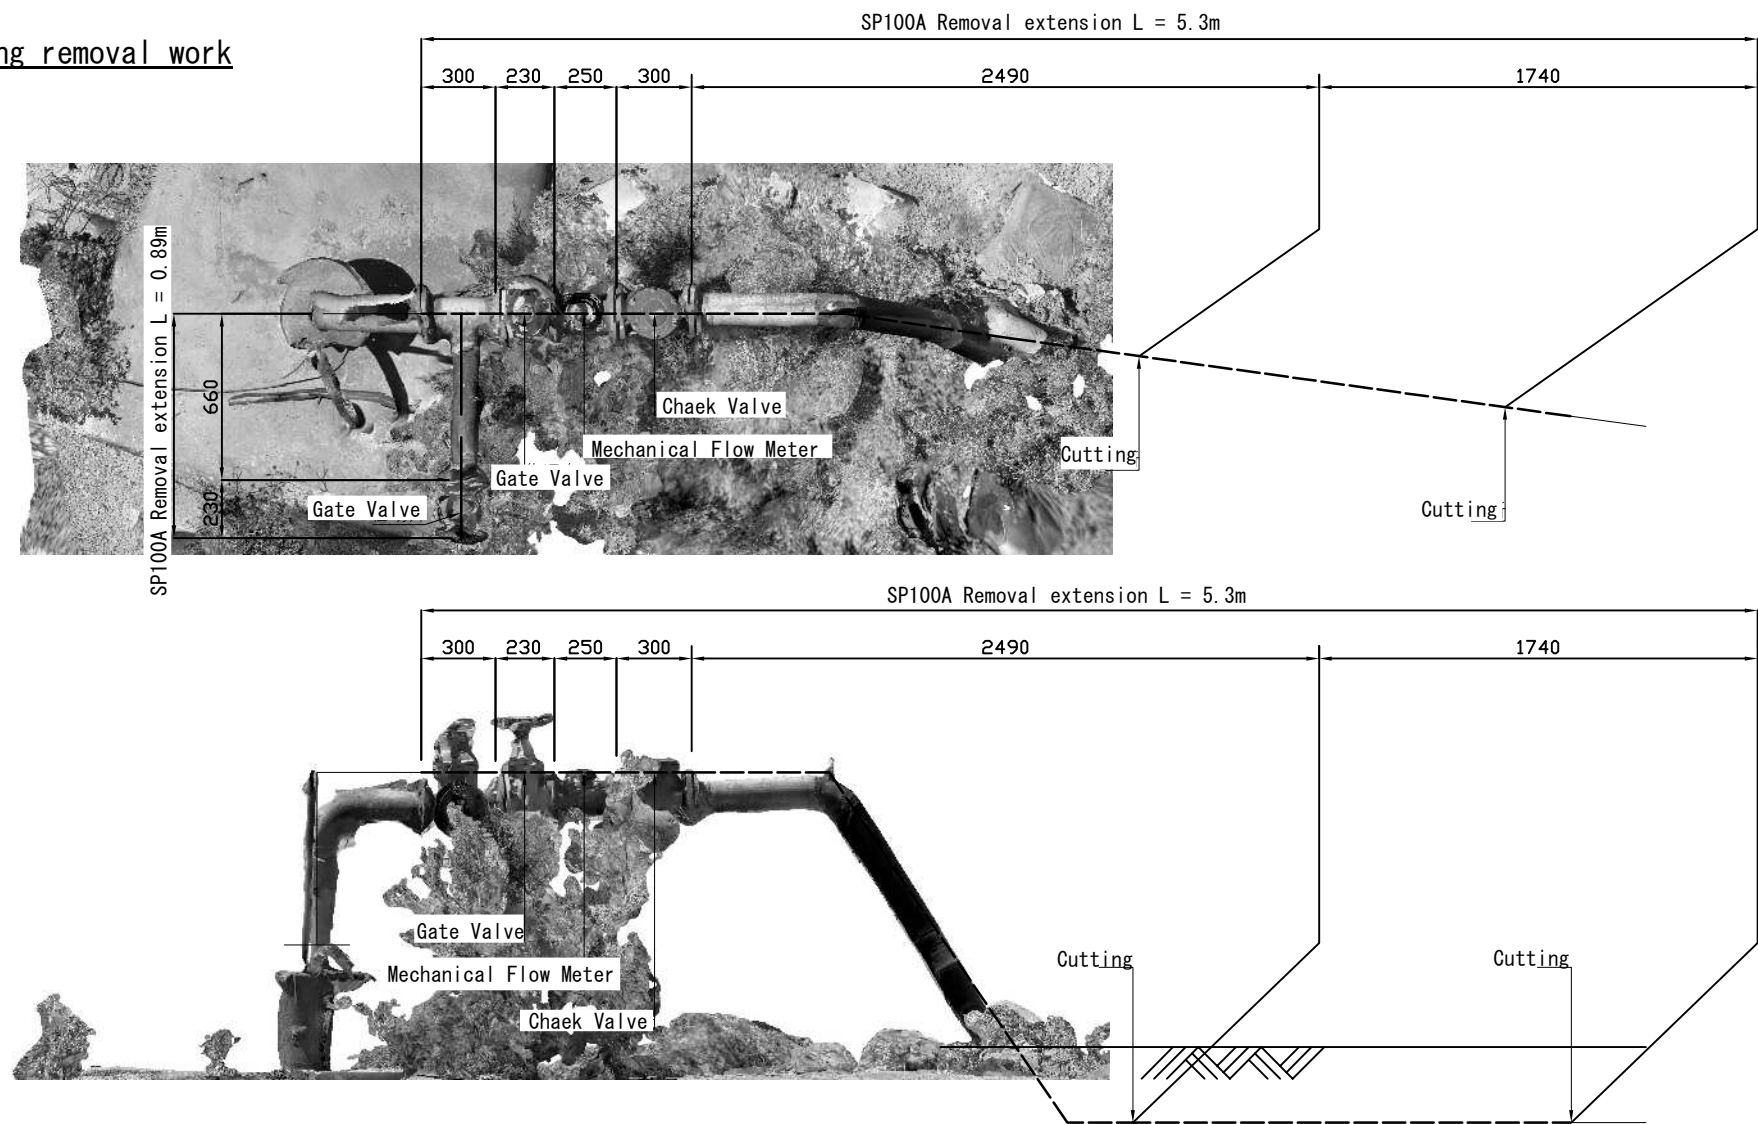 SP100A Removal extension L = 5.3m
ng removal work
300 230 250 300 2490 1740
SP100A Removal extension L = 0.89m
660
230
Chaek Valve
Mechanical Flow Meter
Cutting
Gate Valve
Gate Valve
Cutting
SP100A Removal extension L = 5.3m
300 230 250 300 2490 1740
Gate Valve
Mechanical Flow Meter
Chaek Valve
Cutting
Cutting